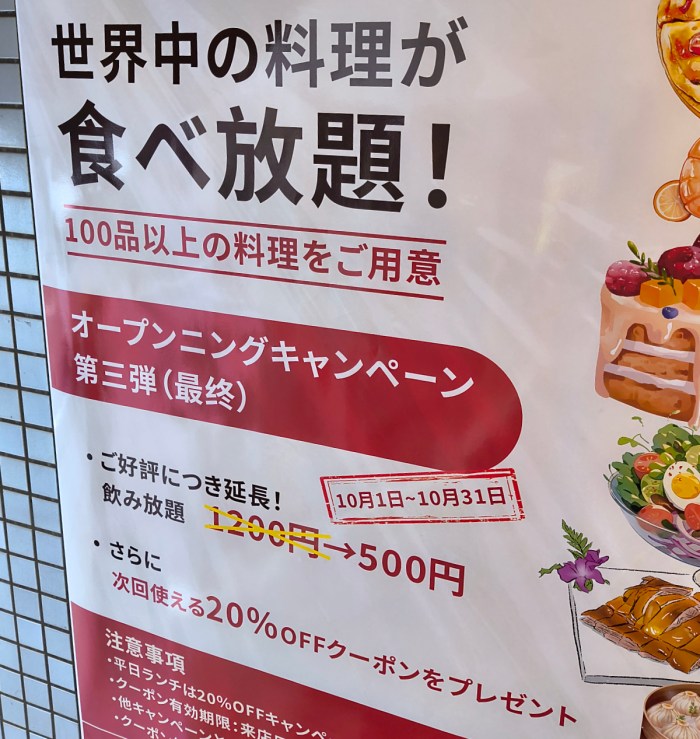 世界中の料理が
食べ放題！
100品以上の料理をご用意
オープンニングキャンペーン
第三弾（最终）
・ご好評につき延長！
飲み放題 1200円→500円
10月1日~10月31日
・さらに
次回使える20%OFFクーポンをプレゼント
注意事項
・平日ランチは20%OFFキャンペ
・クーポン有効期限：来店
・他キャンペーンと
・クーポン